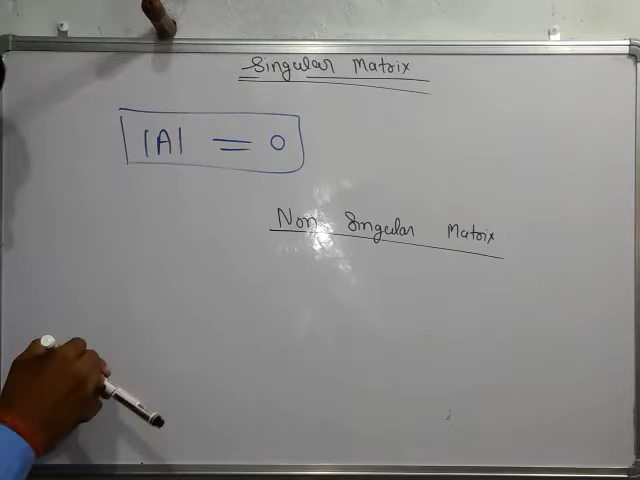 Singular Matrix
|A| = 0
Non Singular Matrix